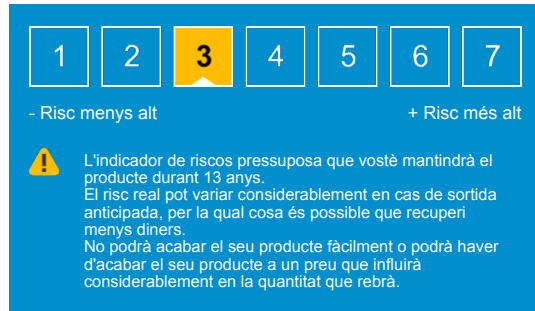 1 2 3 4 5 6 7
- Risc menys alt + Risc més alt
L'indicador de riscos pressuposa que vostè mantindrà el
producte durant 13 anys.
El risc real pot variar considerablement en cas de sortida
anticipada, per la qual cosa és possible que recuperi
menys diners.
No podrà acabar el seu producte fàcilment o podrà haver
d'acabar el seu producte a un preu que influirà
considerablement en la quantitat que rebrà.